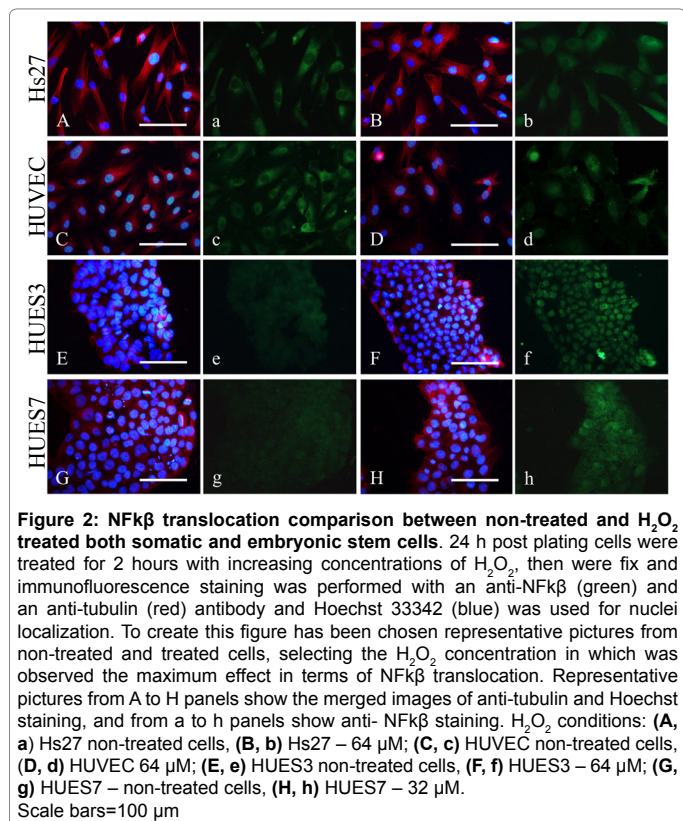 Hs27
A
a
B
b
HUVEC
C
c
D
d
HUES3
E
e
F
f
HUES7
G
g
H
h
Figure 2: NFkβ translocation comparison between non-treated and H₂O₂
treated both somatic and embryonic stem cells. 24 h post plating cells were
treated for 2 hours with increasing concentrations of H₂O₂, then were fix and
immunofluorescence staining was performed with an anti-NFkβ (green) and
an anti-tubulin (red) antibody and Hoechst 33342 (blue) was used for nuclei
localization. To create this figure has been chosen representative pictures from
non-treated and treated cells, selecting the H₂O₂ concentration in which was
observed the maximum effect in terms of NFkβ translocation. Representative
pictures from A to H panels show the merged images of anti-tubulin and Hoechst
staining, and from a to h panels show anti- NFkβ staining. H₂O₂ conditions: (A,
a) Hs27 non-treated cells, (B, b) Hs27 – 64 µM; (C, c) HUVEC non-treated cells,
(D, d) HUVEC 64 µM; (E, e) HUES3 non-treated cells, (F, f) HUES3 – 64 µM; (G,
g) HUES7 – non-treated cells, (H, h) HUES7 – 32 µM.
Scale bars=100 µm